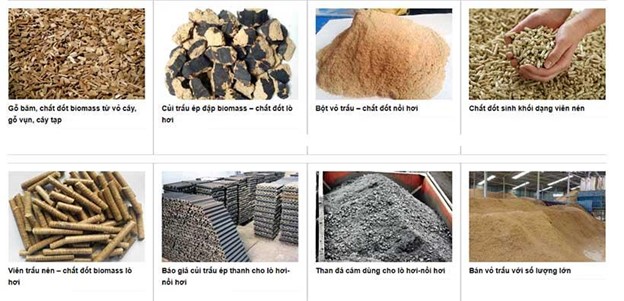 Gỗ băm, chất đốt biomass từ vỏ cây,
gỗ vụn, cây tạp
Củi trấu ép đập biomass – chất đốt lò
hơi
Bột vỏ trấu – chất đốt nồi hơi
Chất đốt sinh khối dạng viên nén
Viên trấu nén – chất đốt biomass lò
hơi
Báo giá củi trấu ép thanh cho lò hơi-
nồi hơi
Than đá cám dùng cho lò hơi-nồi hơi
Bán vỏ trấu với số lượng lớn